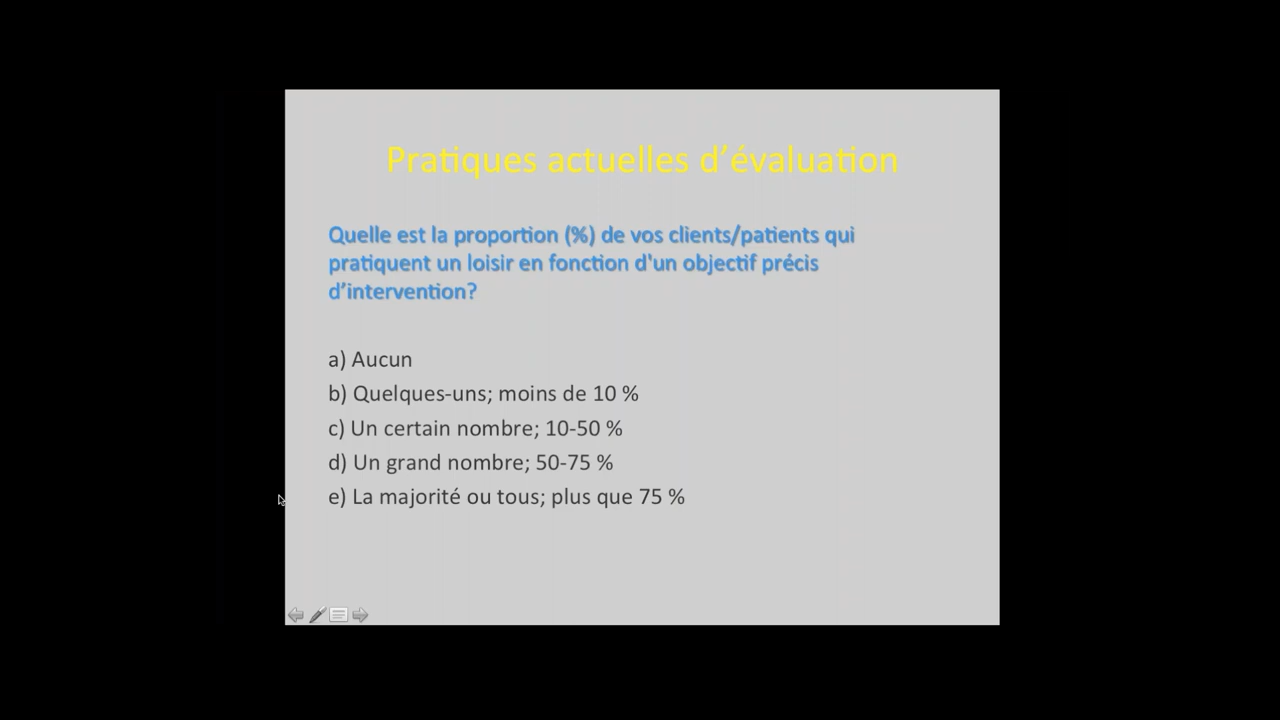 Pratiques actuelles d’évaluation
Quelle est la proportion (%) de vos clients/patients qui
pratiquent un loisir en fonction d'un objectif précis
d’intervention?
a) Aucun
b) Quelques-uns; moins de 10 %
c) Un certain nombre; 10-50 %
d) Un grand nombre; 50-75 %
e) La majorité ou tous; plus que 75 %